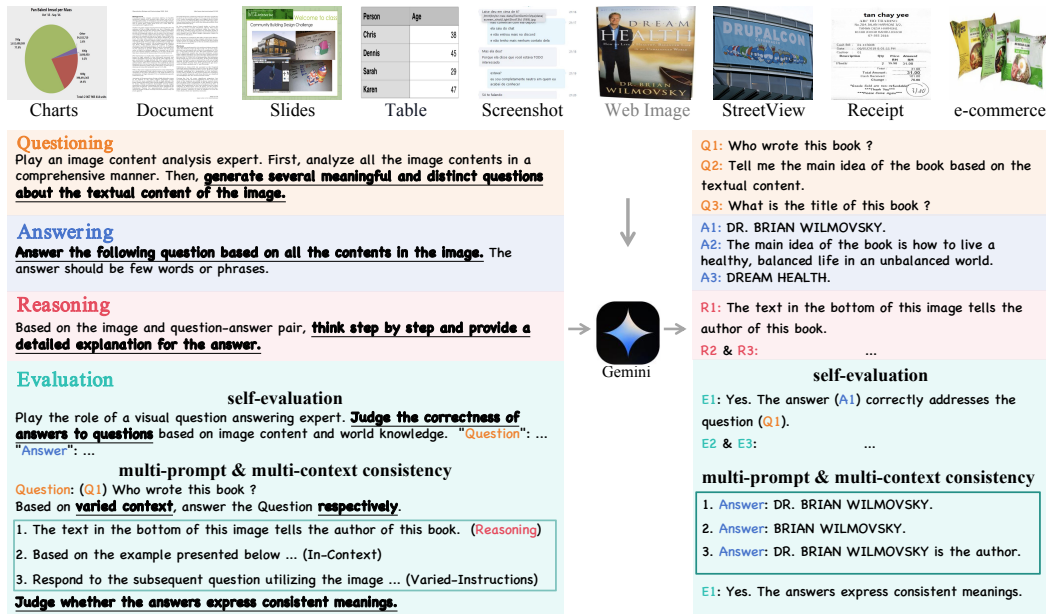 Pan Baked bread per Mass
Welcome to class
Community Building Design Challenge
Person Age
Chris 38
Dennis 45
Sarah 29
Karen 47
DREAM
HEALTH
DR. BRIAN
WILMOVSKY
DRUPALCON
tan chay yee
31.00
Charts
Document
Slides
Table
Screenshot
Web Image
StreetView
Receipt
e-commerce
Questioning
Play an image content analysis expert. First, analyze all the image contents in a
comprehensive manner. Then, generate several meaningful and distinct questions
about the textual content of the image.
Answering
Answer the following question based on all the contents in the image. The
answer should be few words or phrases.
Reasoning
Based on the image and question-answer pair, think step by step and provide a
detailed explanation for the answer.
Evaluation
self-evaluation
Play the role of a visual question answering expert. Judge the correctness of
answers to questions based on image content and world knowledge. "Question": ...
"Answer": ...
multi-prompt & multi-context consistency
Question: (Q1) Who wrote this book ?
Based on varied context, answer the Question respectively.
1. The text in the bottom of this image tells the author of this book. (Reasoning)
2. Based on the example presented below ... (In-Context)
3. Respond to the subsequent question utilizing the image ... (Varied-Instructions)
Judge whether the answers express consistent meanings.
Gemini
Q1: Who wrote this book ?
Q2: Tell me the main idea of the book based on the
textual content.
Q3: What is the title of this book ?
A1: DR. BRIAN WILMOVSKY.
A2: The main idea of the book is how to live a
healthy, balanced life in an unbalanced world.
A3: DREAM HEALTH.
R1: The text in the bottom of this image tells the
author of this book.
R2 & R3: ...
self-evaluation
E1: Yes. The answer (A1) correctly addresses the
question (Q1).
E2 & E3: ...
multi-prompt & multi-context consistency
1. Answer: DR. BRIAN WILMOVSKY.
2. Answer: BRIAN WILMOVSKY.
3. Answer: DR. BRIAN WILMOVSKY is the author.
E1: Yes. The answers express consistent meanings.